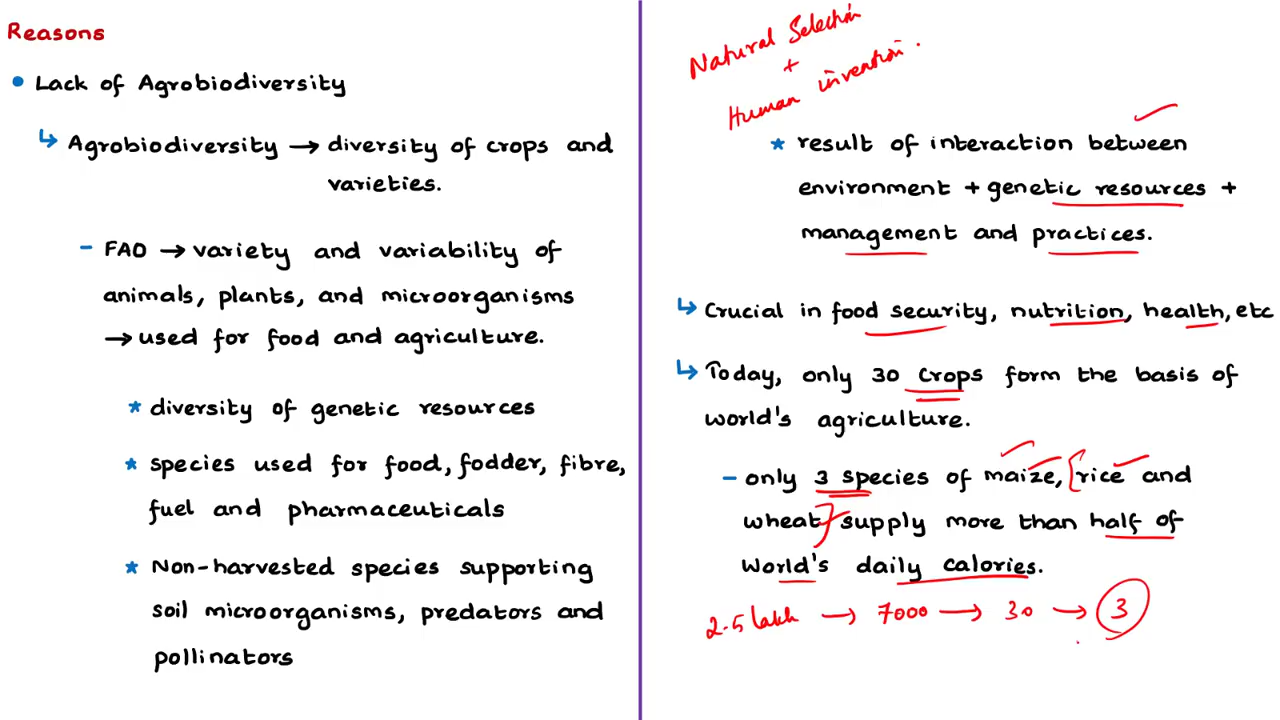 Reasons
• Lack of Agrobiodiversity
↳ Agrobiodiversity → diversity of crops and
varieties.
- FAO → variety and variability of
animals, plants, and microorganisms
→ used for food and agriculture.
* diversity of genetic resources
* species used for food, fodder, fibre,
fuel and pharmaceuticals
* Non-harvested species supporting
soil microorganisms, predators and
pollinators
Natural Selection
+
Human invention.
* result of interaction between
environment + genetic resources +
management and practices.
↳ Crucial in food security, nutrition, health, etc
↳ Today, only 30 crops form the basis of
world's agriculture.
- only 3 species of maize, [rice and
wheat} supply more than half of
world's daily calories.
2-5 lakh → 7000 → 30 → 3